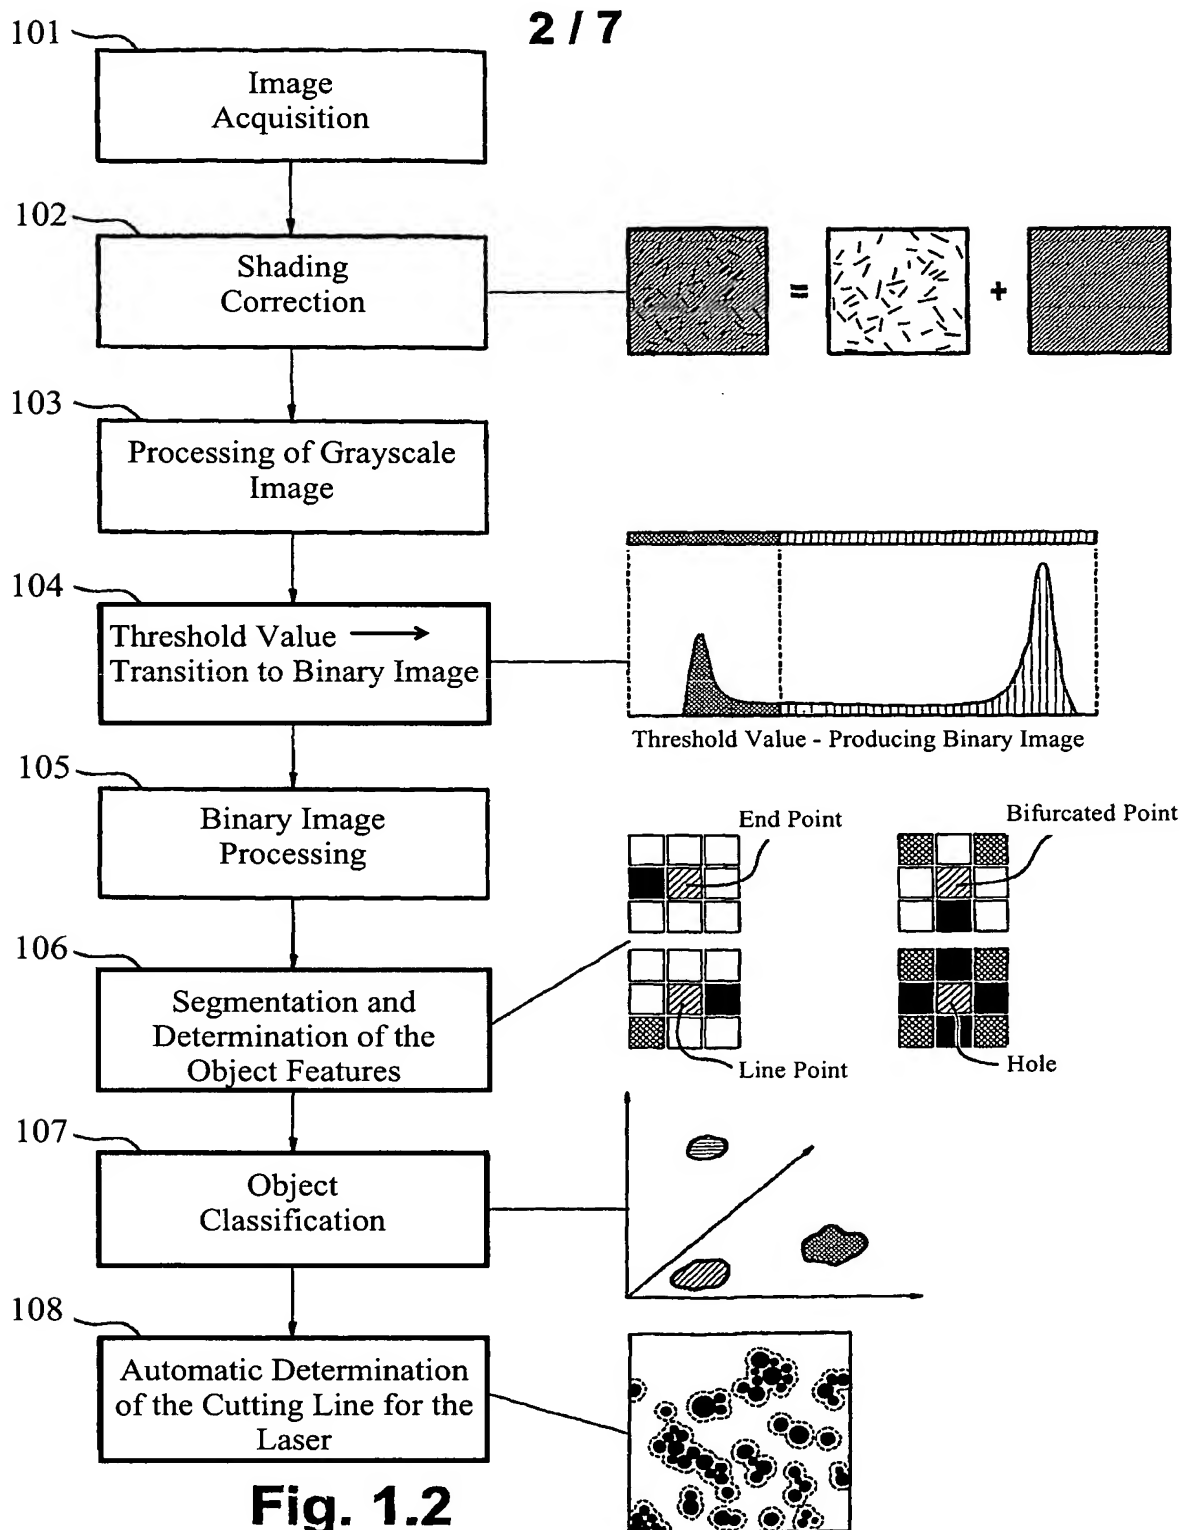 2 / 7
101
Image
Acquisition
102
Shading
Correction
=
+
103
Processing of Grayscale
Image
104
Threshold Value →
Transition to Binary Image
Threshold Value - Producing Binary Image
105
Binary Image
Processing
End Point
Bifurcated Point
106
Segmentation and
Determination of the
Object Features
Line Point
Hole
107
Object
Classification
108
Automatic Determination
of the Cutting Line for the
Laser
Fig. 1.2